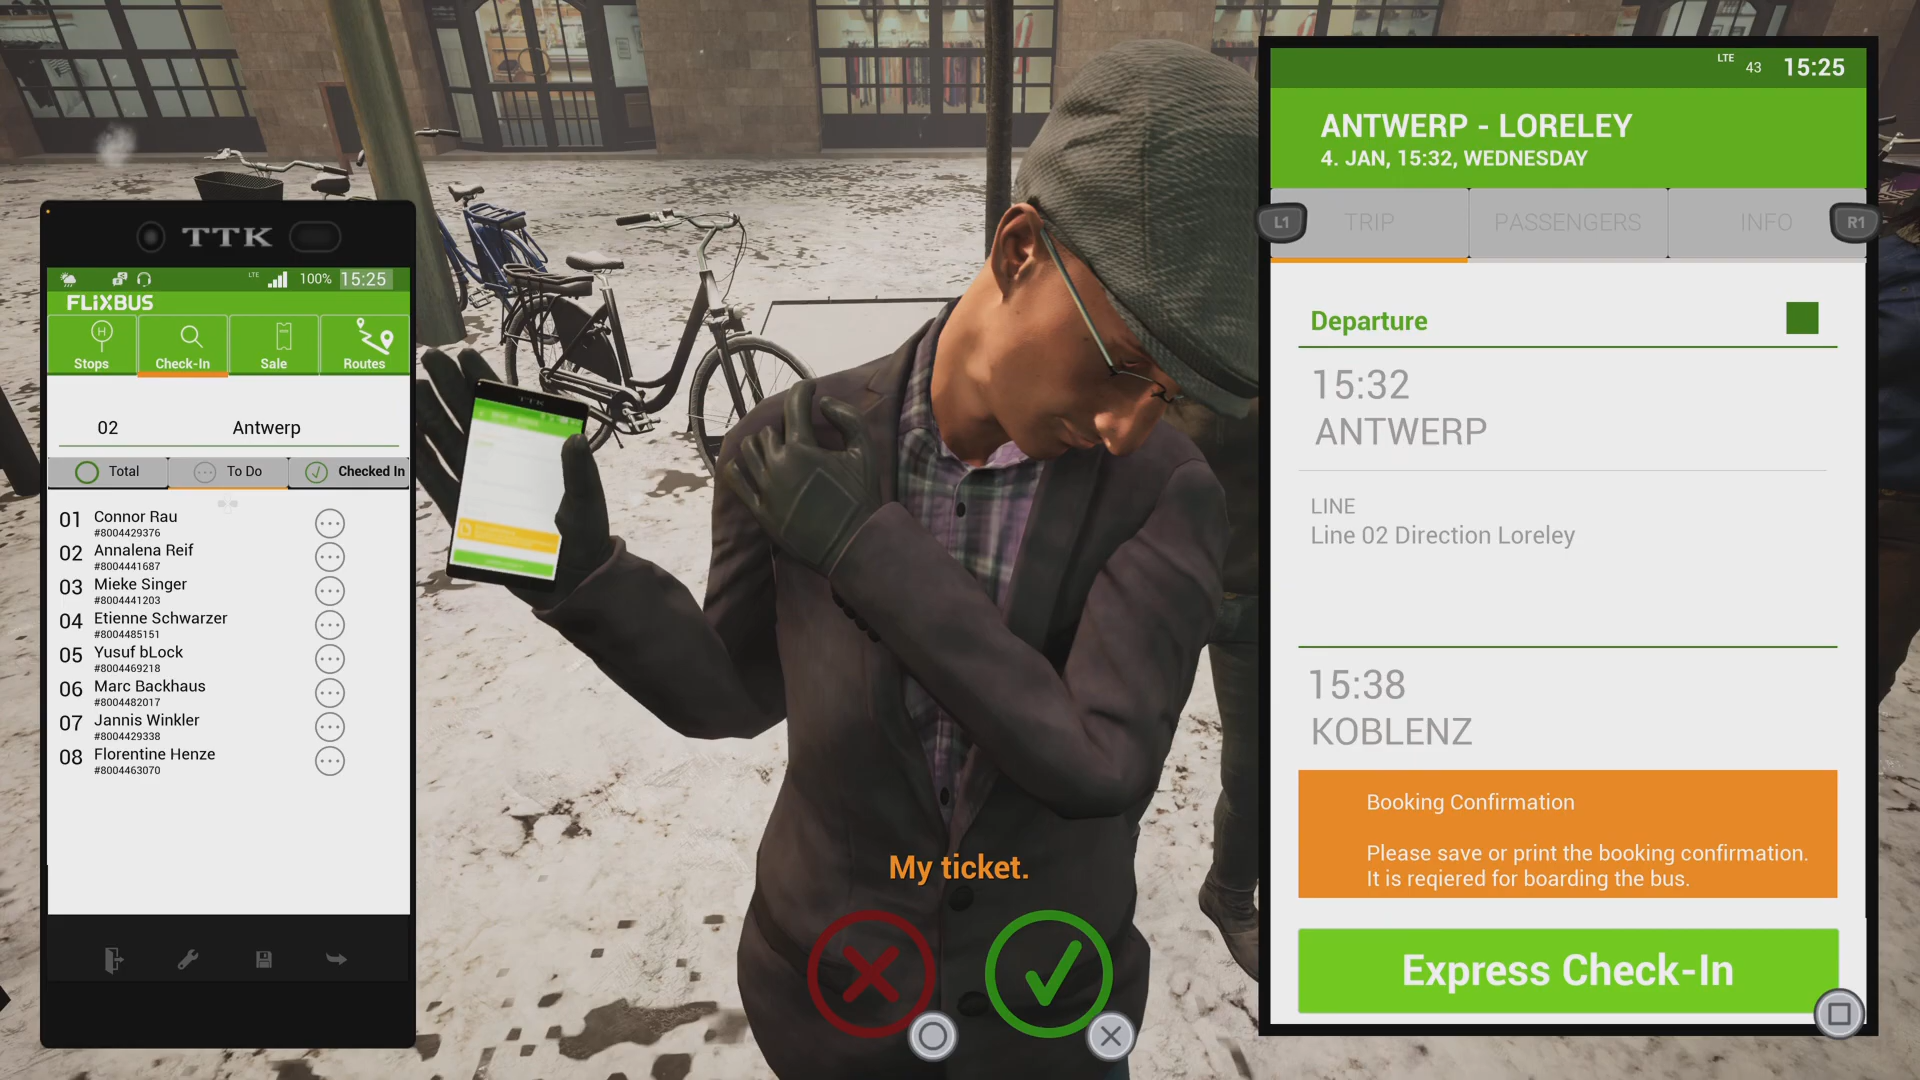 TTK
LTE 100% 15:25
FLiXBUS
H
Stops Check-In Sale Routes
02 Antwerp
Total To Do Checked In
01 Connor Rau
#8004429376
02 Annalena Reif
#8004441687
03 Mieke Singer
#8004441203
04 Etienne Schwarzer
#8004485151
05 Yusuf bLock
#8004469218
06 Marc Backhaus
#8004482017
07 Jannis Winkler
#8004429338
08 Florentine Henze
#8004463070
TTK
My ticket.
LTE 43 15:25
ANTWERP - LORELEY
4. JAN, 15:32, WEDNESDAY
L1 TRIP PASSENGERS INFO R1
Departure
15:32
ANTWERP
LINE
Line 02 Direction Loreley
15:38
KOBLENZ
Booking Confirmation
Please save or print the booking confirmation.
It is reqiered for boarding the bus.
Express Check-In